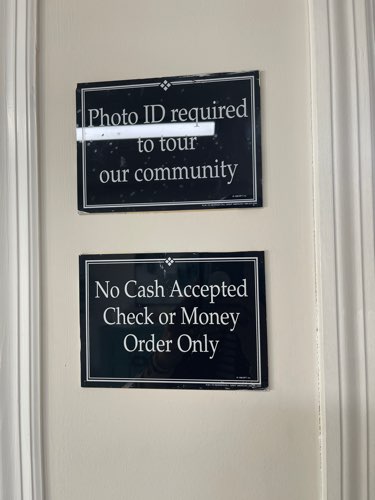 Photo ID required
to tour
our community
No Cash Accepted
Check or Money
Order Only